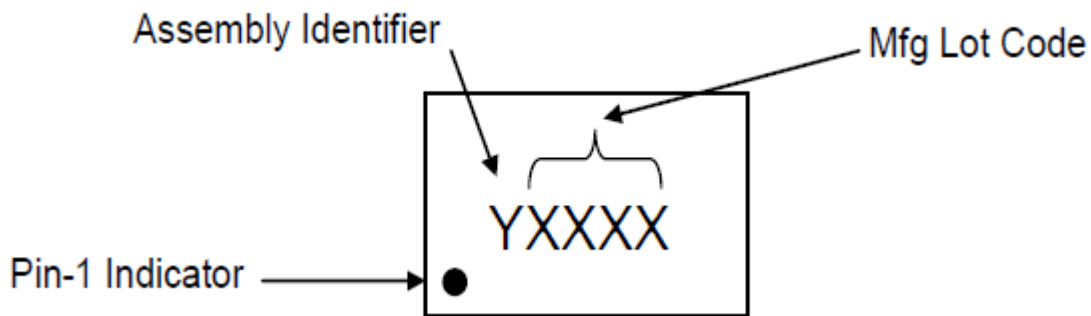 Assembly Identifier
Mfg Lot Code
YXXXX
Pin-1 Indicator